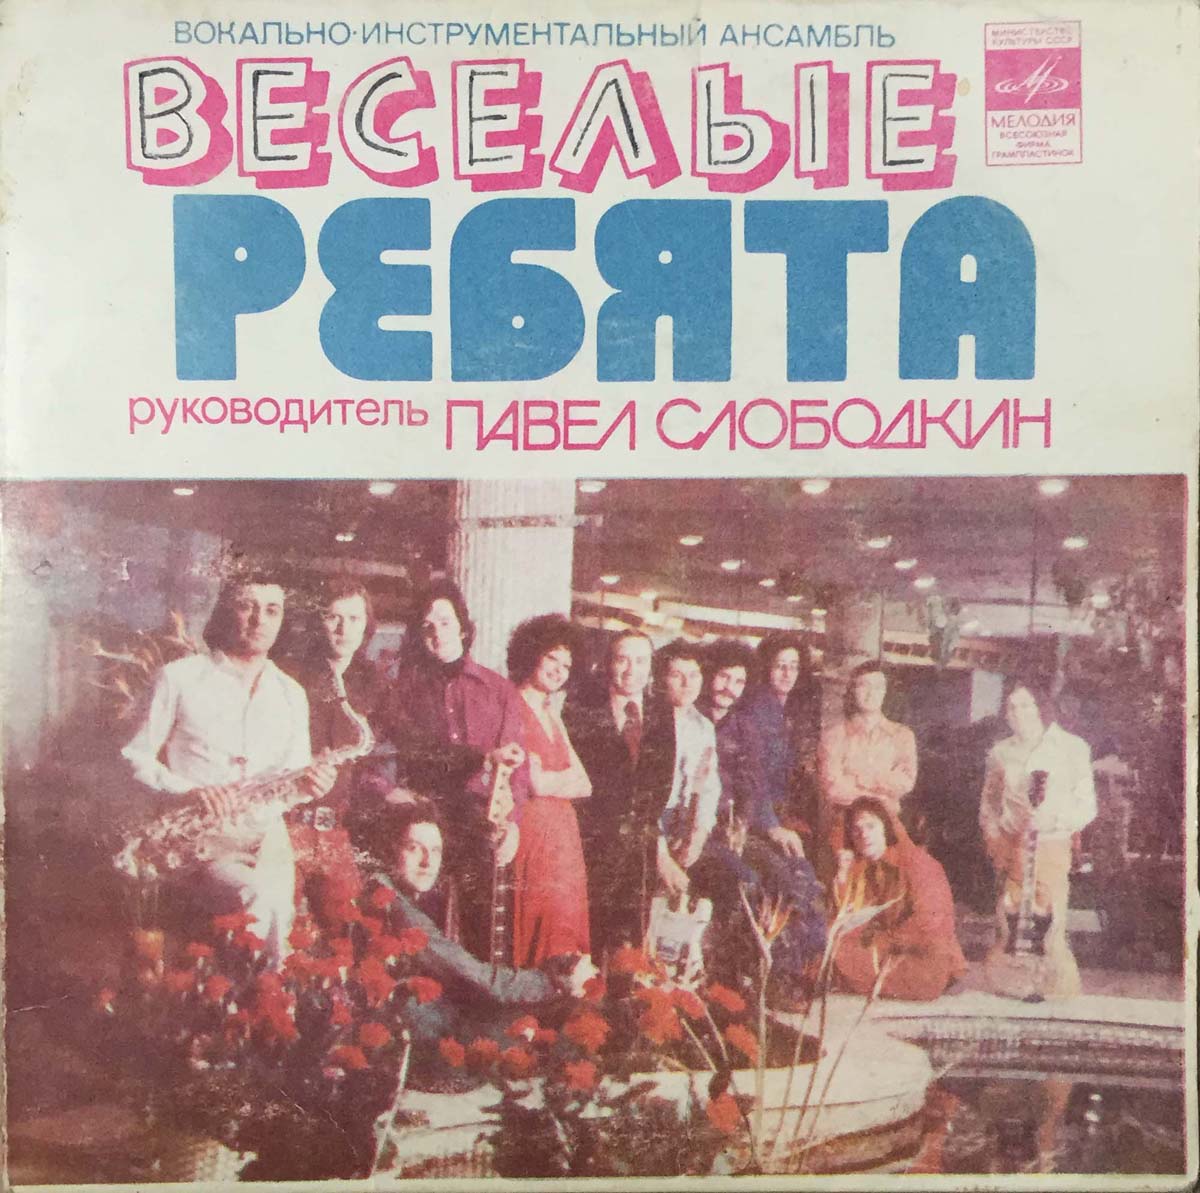 ВОКАЛЬНО-ИНСТРУМЕНТАЛЬНЫЙ АНСАМБЛЬ
ВЕСЕЛЫЕ
РЕБЯТА
руководитель ПАВЕЛ СЛОБОДКИН
МИНИСТЕРСТВО
КУЛЬТУРЫ СССР
МЕЛОДИЯ
ВСЕСОЮЗНАЯ
ФИРМА
ГРАМПЛАСТИНОК